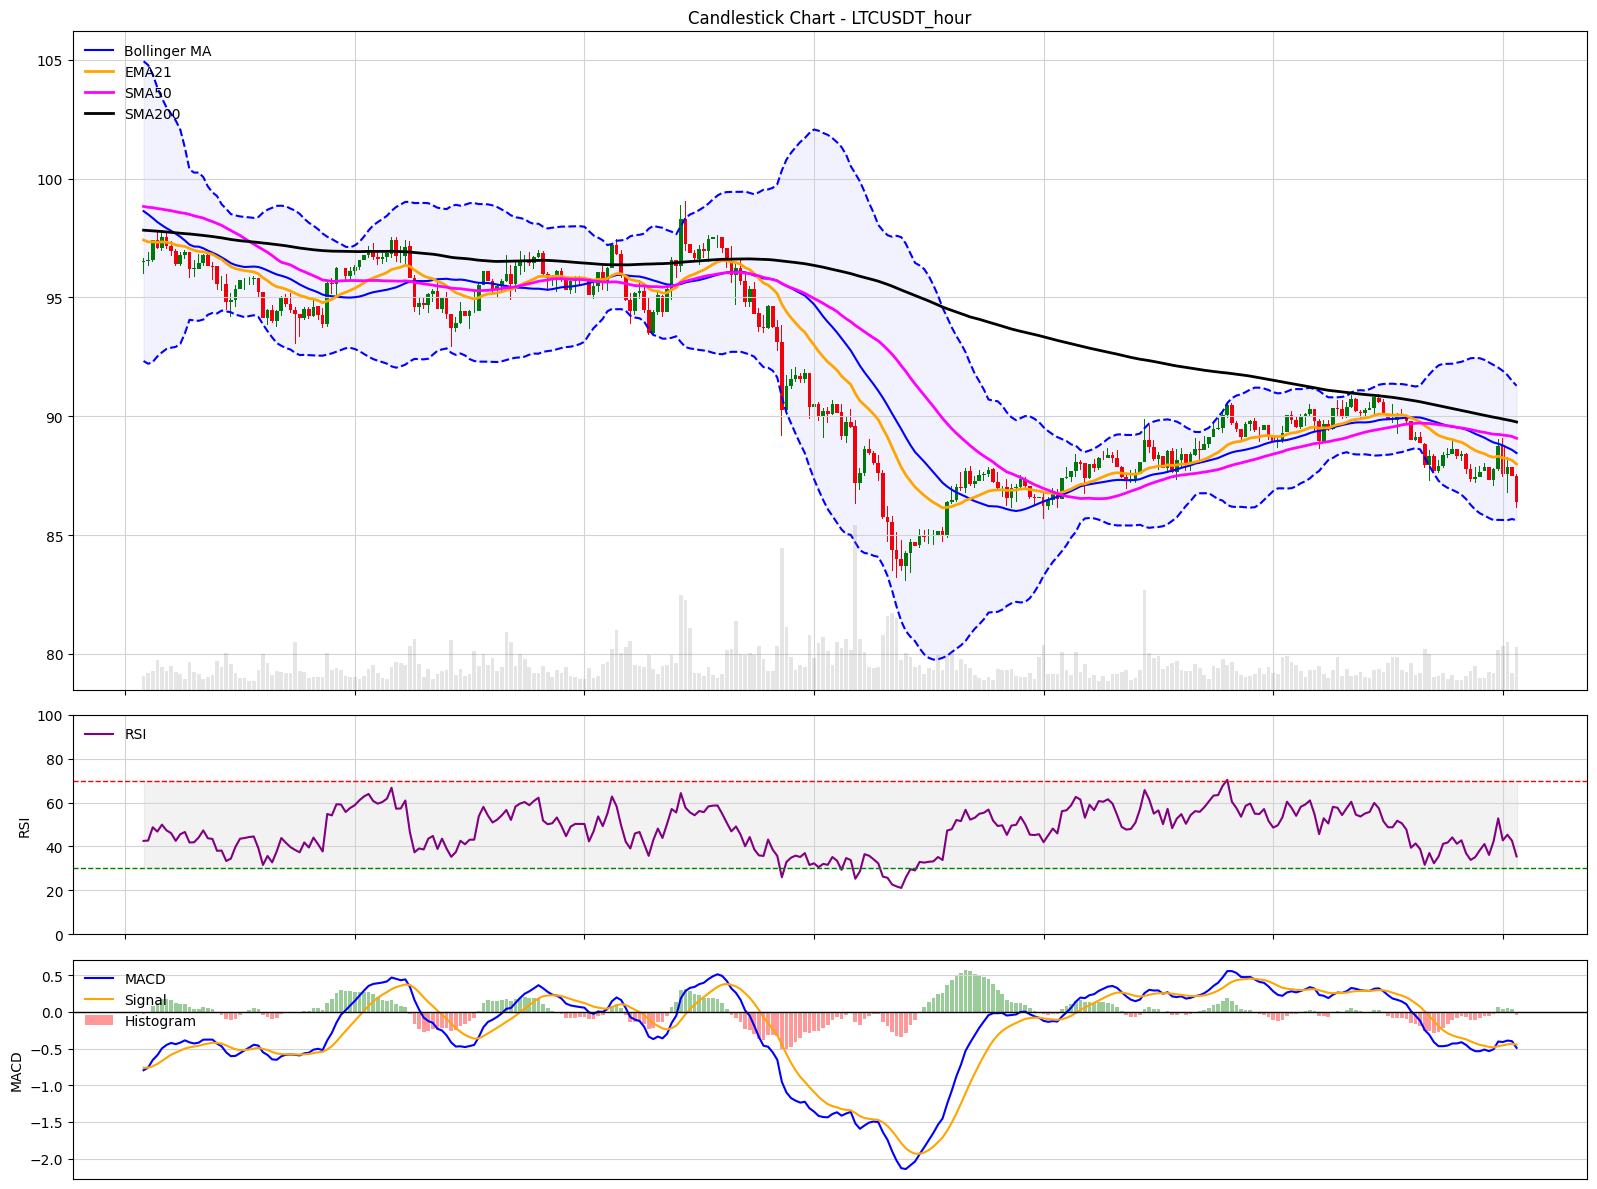 Candlestick Chart - LTCUSDT_hour
Bollinger MA
EMA21
SMA50
SMA200
105
100
95
90
85
80
RSI
RSI
100
80
60
40
20
0
MACD
Signal
Histogram
MACD
0.5
0.0
−0.5
−1.0
−1.5
−2.0